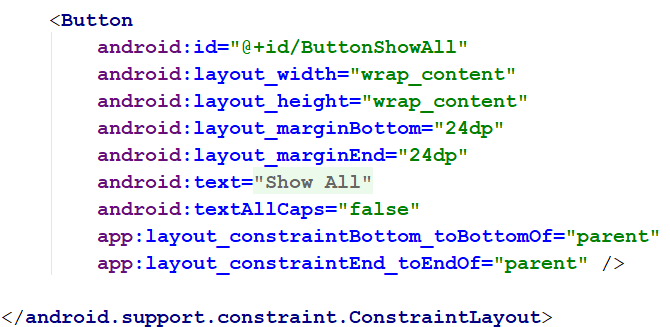 <Button
android:id="@+id/ButtonShowAll"
android:layout_width="wrap_content"
android:layout_height="wrap_content"
android:layout_marginBottom="24dp"
android:layout_marginEnd="24dp"
android:text="Show All"
android:textAllCaps="false"
app:layout_constraintBottom_toBottomOf="parent"
app:layout_constraintEnd_toEndOf="parent" />
</android.support.constraint.ConstraintLayout>